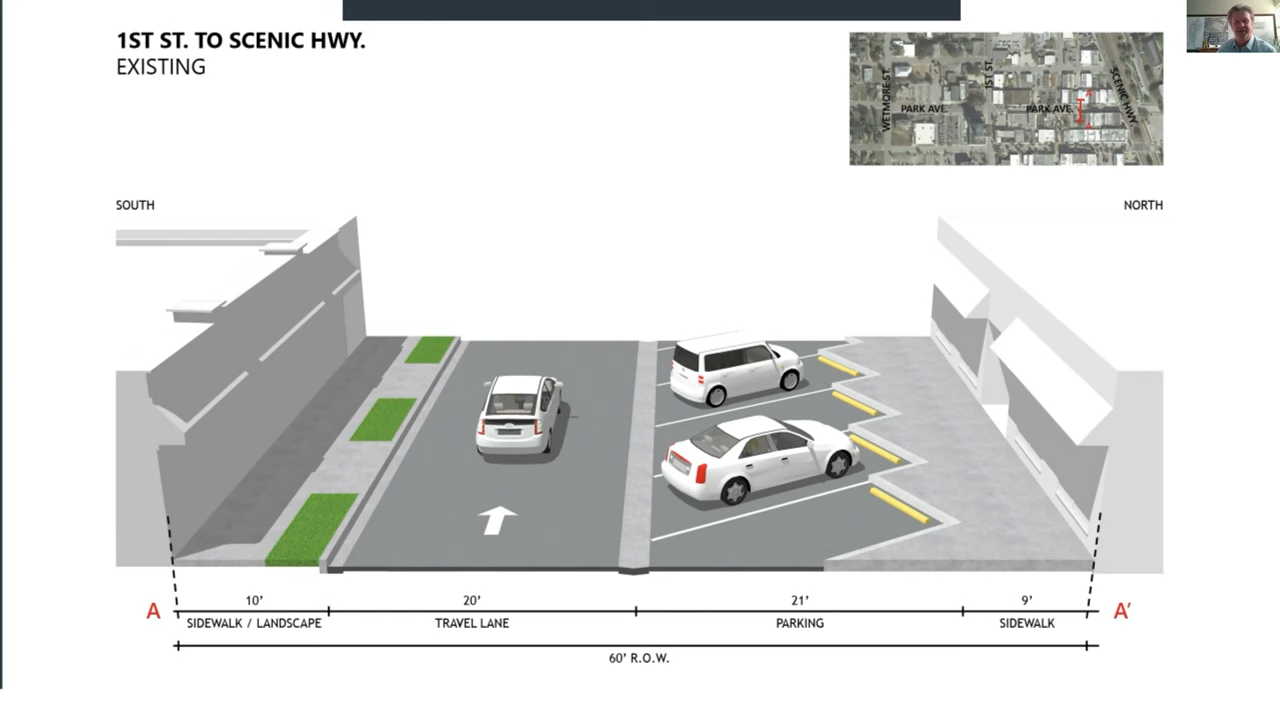 1ST ST. TO SCENIC HWY.
EXISTING
WETMORE ST.
PARK AVE.
1ST ST.
PARK AVE.
SCENIC HWY.
A'
A
SOUTH
NORTH
A
10’
20’
21’
9’
A’
SIDEWALK / LANDSCAPE
TRAVEL LANE
PARKING
SIDEWALK
60’ R.O.W.